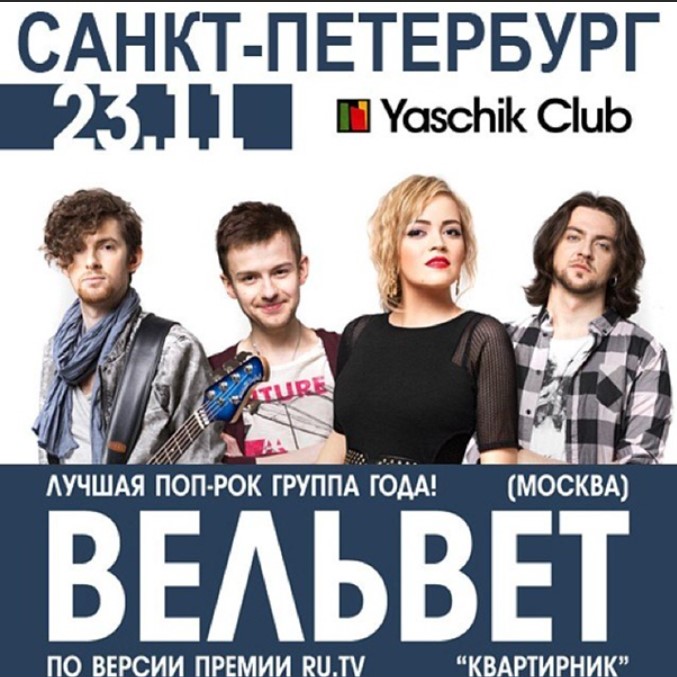 САНКТ-ПЕТЕРБУРГ
23.11
Yaschik Club
TURE
ЛУЧШАЯ ПОП-РОК ГРУППА ГОДА! (МОСКВА)
ВЕЛЬВЕТ
ПО ВЕРСИИ ПРЕМИИ RU.TV "КВАРТИРНИК"